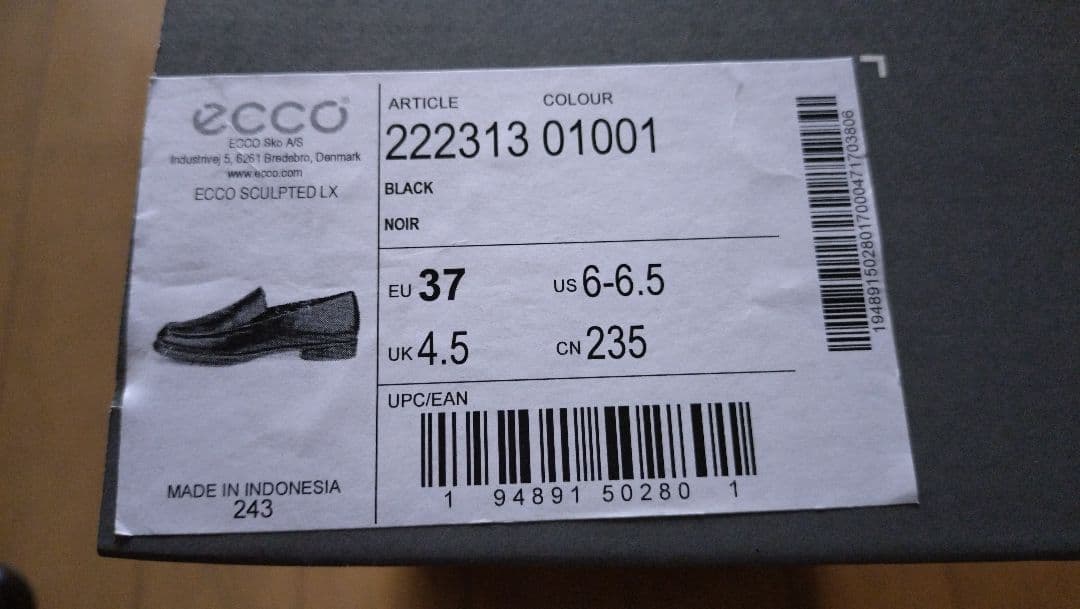 ecco®
ECCO Sko A/S
Industrivej 5, 6261 Bredebro, Denmark
www.ecco.com
ECCO SCULPTED LX
MADE IN INDONESIA
243
ARTICLE COLOUR
222313 01001
BLACK
NOIR
EU 37 US 6-6.5
UK 4.5 CN 235
UPC/EAN
1 94891 50280 1
1948915028017000471703806